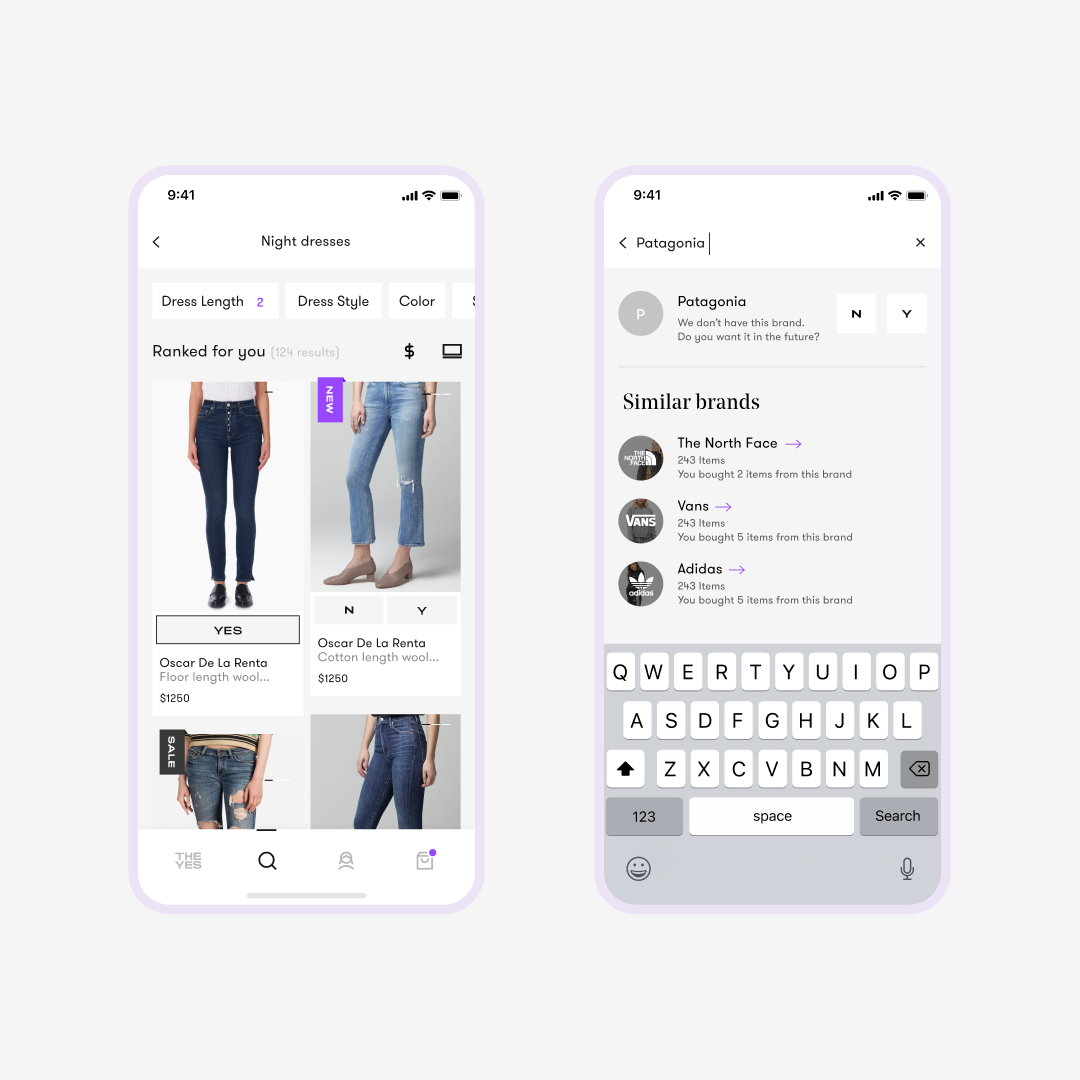 9:41
Night dresses
Dress Length 2
Dress Style
Color
Ranked for you (124 results)
$
NEW
YES
Oscar De La Renta
Floor length wool...
$1250
N
Y
Oscar De La Renta
Cotton length wool...
$1250
SALE
THE
YES
9:41
Patagonia
P
Patagonia
We don't have this brand.
Do you want it in the future?
N
Y
Similar brands
THE
NORTH
FACE
The North Face
243 Items
You bought 2 items from this brand
VANS
Vans
243 Items
You bought 5 items from this brand
adidas
Adidas
243 Items
You bought 5 items from this brand
Q W E R T Y U I O P
A S D F G H J K L
Z X C V B N M
123 space Search